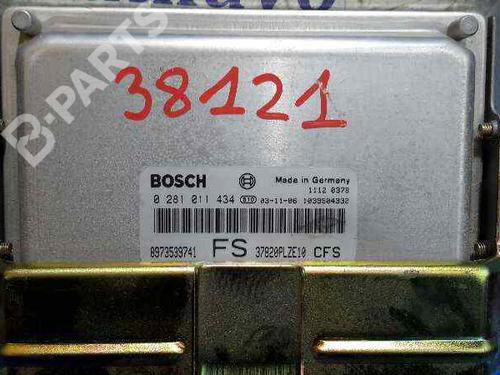 38121
B-PARTS
BOSCH
Made in Germany
1112 0378
0 281 011 434 03-11-06 1039S04332
8973539741 FS 37820PLZE10 CFS